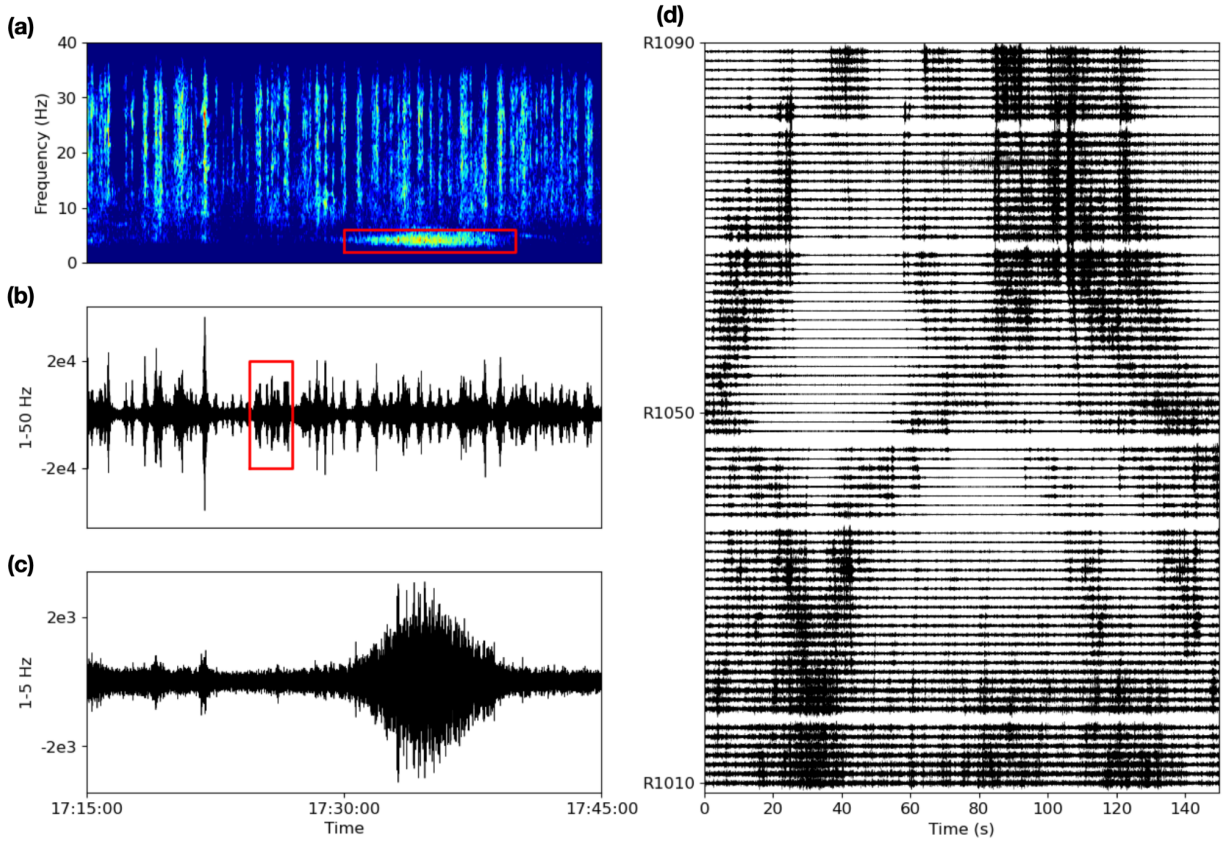 (a)
40
30
20
10
0
Frequency (Hz)
(b)
2e4
-2e4
1-50 Hz
(c)
2e3
-2e3
1-5 Hz
17:15:00 17:30:00 17:45:00
Time
(d)
R1090
R1050
R1010
0 20 40 60 80 100 120 140
Time (s)